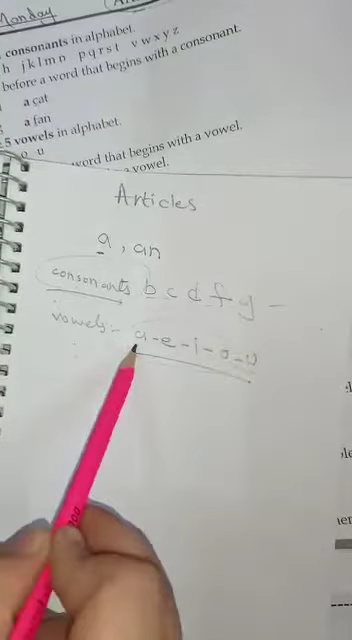 Monday
consonants in alphabet.
h j k l m n p q r s t v w x y z
before a word that begins with a consonant.
a cat
a fan
5 vowels in alphabet.
o u
word that begins with a vowel.
a vowel.
Articles
a , an
consonants b c d f g —
vowels:- a - e - i - o - u